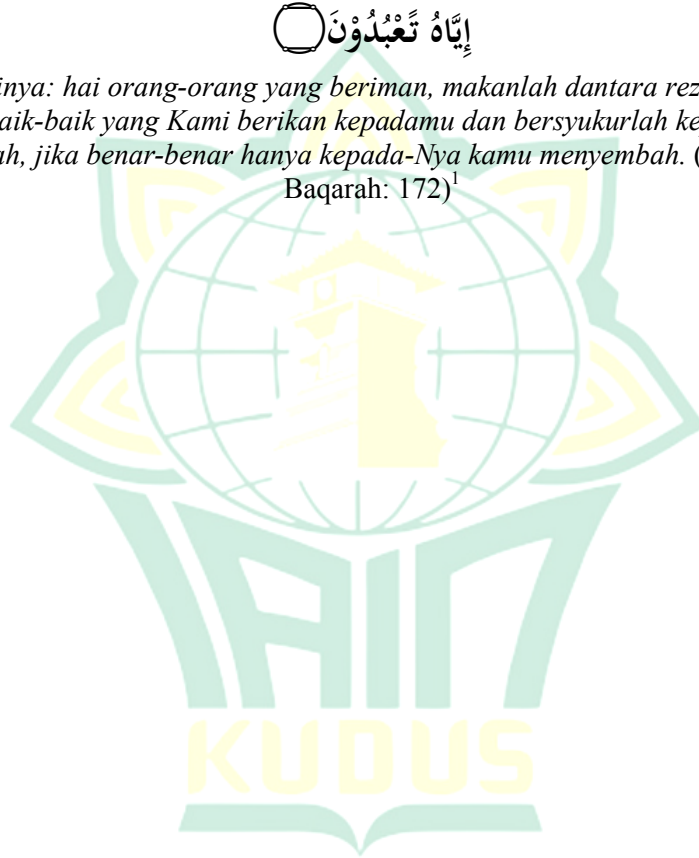 إِيَّاهُ تَعْبُدُوْنَ
inya: hai orang-orang yang beriman, makanlah dantara rez
aik-baik yang Kami berikan kepadamu dan bersyukurlah ke
ah, jika benar-benar hanya kepada-Nya kamu menyembah. (
Baqarah: 172)1
IAIN
KUDUS